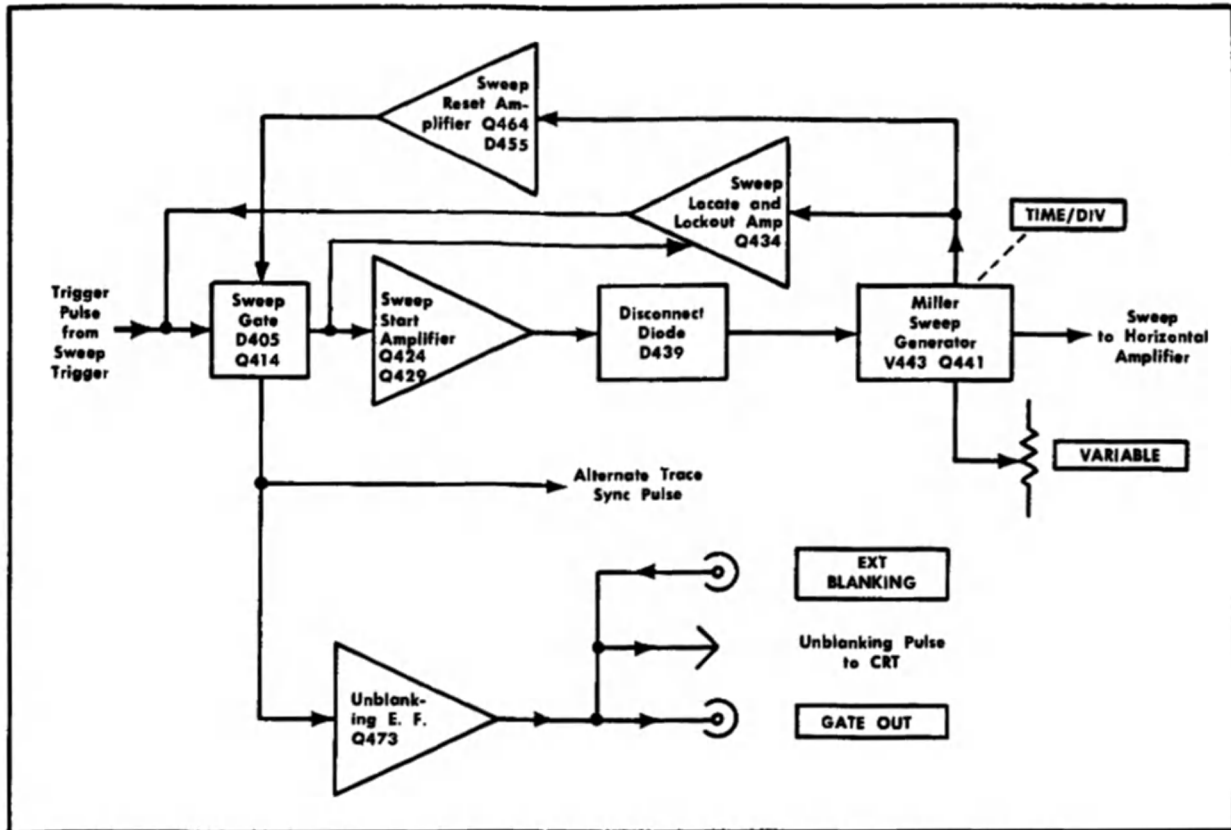 Sweep
Reset Am-
plifier Q464
D455
Sweep
Locate and
Lockout Amp
Q434
TIME/DIV
Trigger
Pulse
from
Sweep
Trigger
Sweep
Gate
D405
Q414
Sweep
Start
Amplifier
Q424
Q429
Disconnect
Diode
D439
Miller
Sweep
Generator
V443 Q441
Sweep
to Horizontal
Amplifier
VARIABLE
Alternate Trace
Sync Pulse
EXT
BLANKING
Unblanking Pulse
to CRT
Unblank-
ing E. F.
Q473
GATE OUT